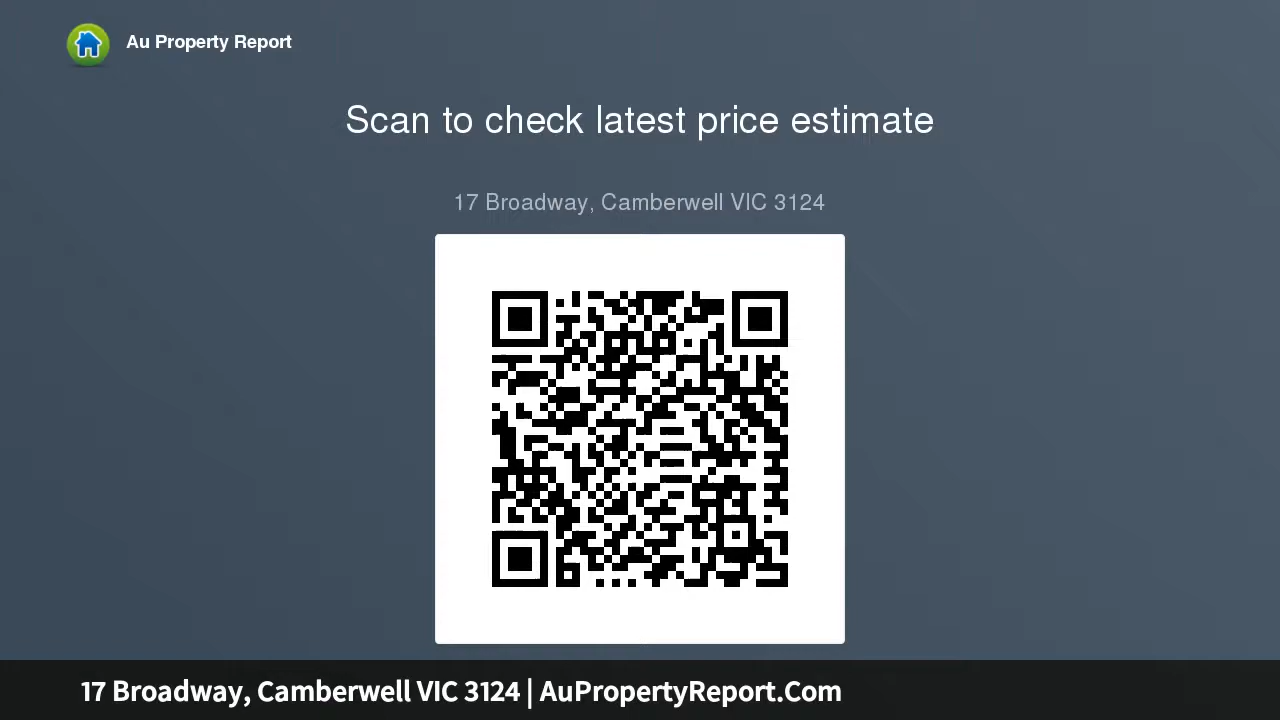 Au Property Report
Scan to check latest price estimate
17 Broadway, Camberwell VIC 3124
17 Broadway, Camberwell VIC 3124 | AuPropertyReport.Com